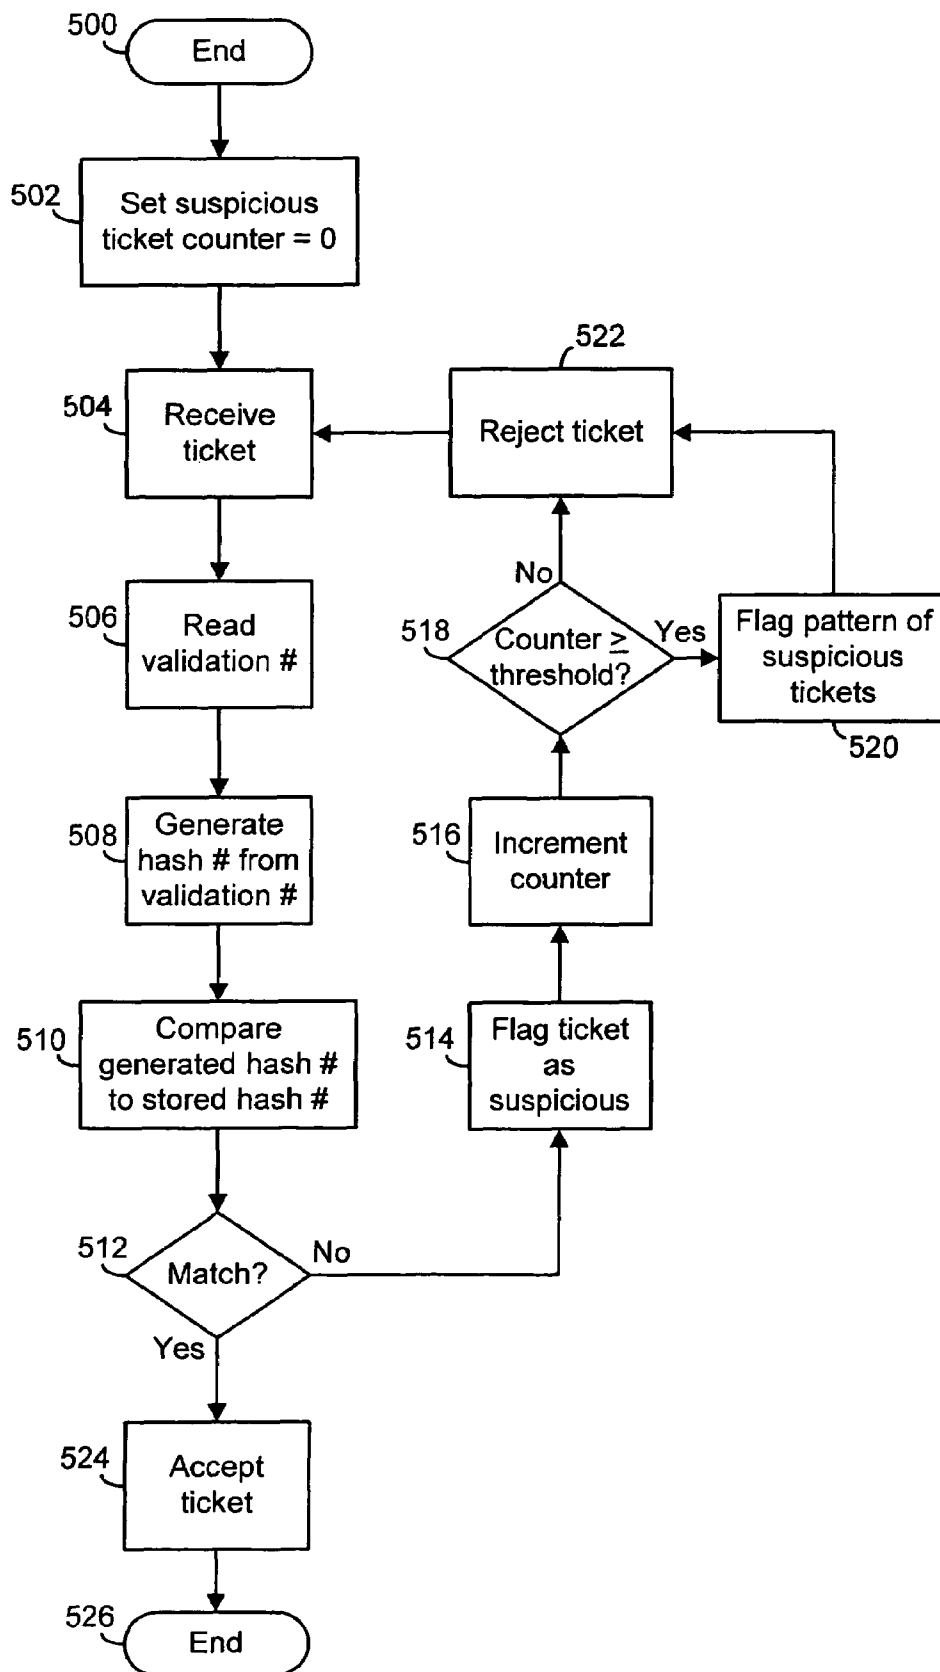 500
End
502
Set suspicious
ticket counter = 0
504
Receive
ticket
522
Reject ticket
506
Read
validation #
518
No
Counter ≥
threshold?
Yes
Flag pattern of
suspicious
tickets
520
508
Generate
hash # from
validation #
516
Increment
counter
510
Compare
generated hash #
to stored hash #
514
Flag ticket
as
suspicious
512
Match?
No
Yes
524
Accept
ticket
526
End